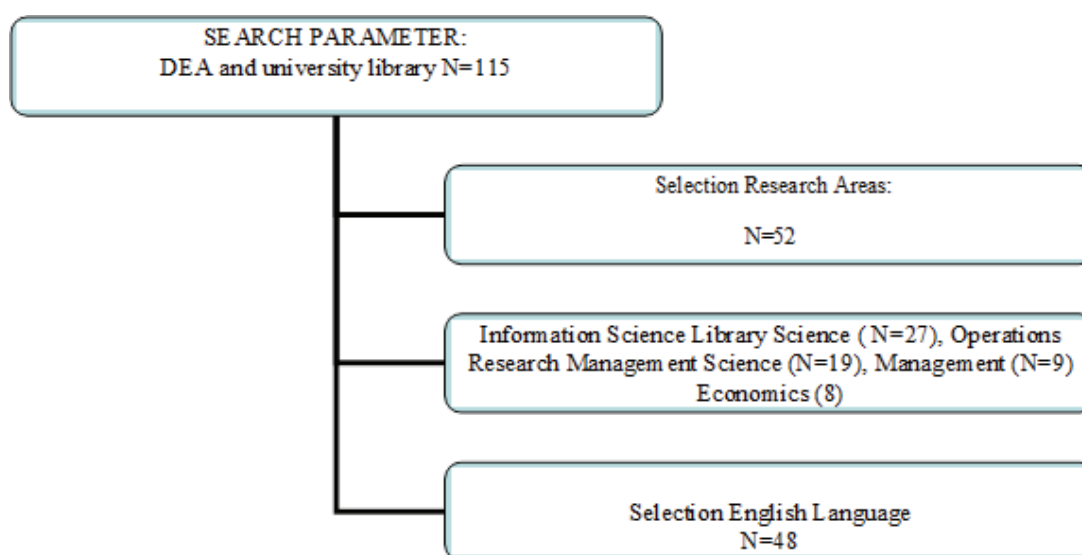 SEARCH PARAMETER:
DEA and university library N=115
Selection Research Areas:
N=52
Information Science Library Science ( N=27), Operations
Research Management Science (N=19), Management (N=9)
Economics (8)
Selection English Language
N=48